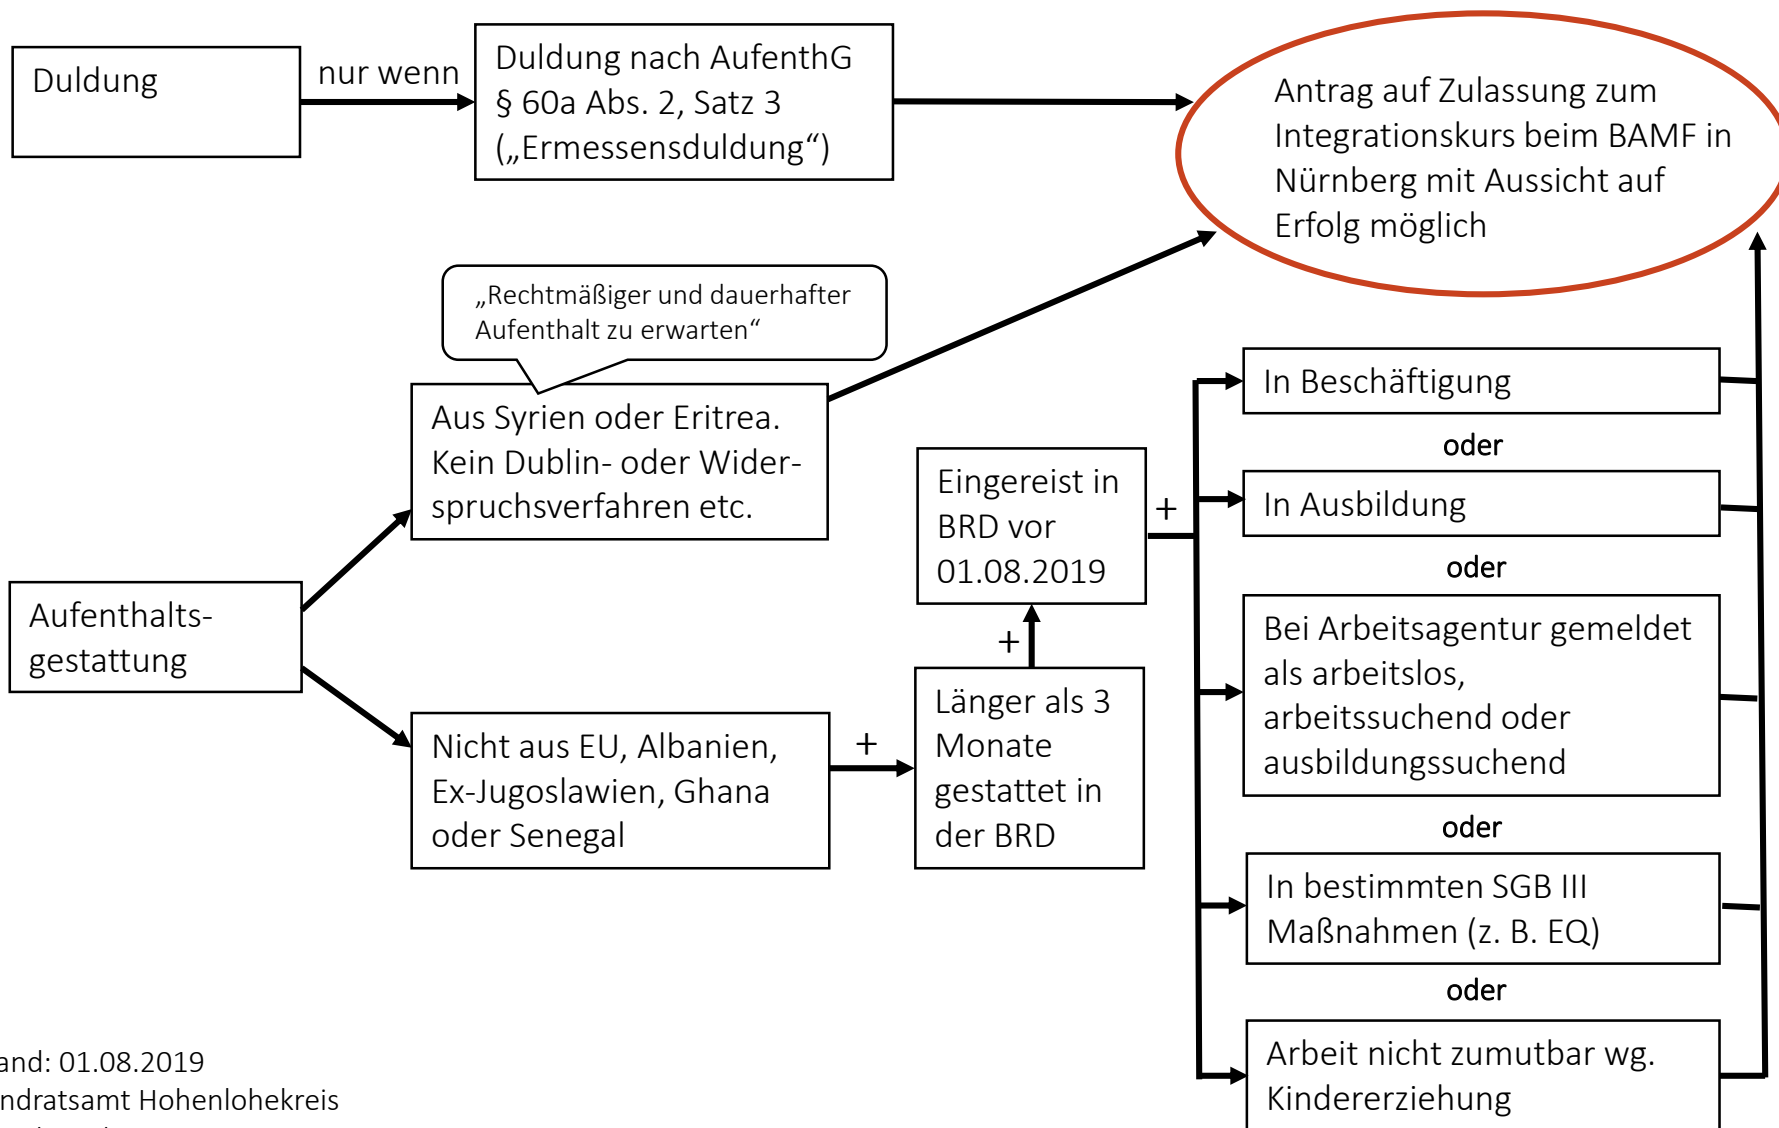 Duldung
nur wenn
Duldung nach AufenthG
§ 60a Abs. 2, Satz 3
(„Ermessensduldung“)
Antrag auf Zulassung zum
Integrationskurs beim BAMF in
Nürnberg mit Aussicht auf
Erfolg möglich
„Rechtmäßiger und dauerhafter
Aufenthalt zu erwarten“
Aus Syrien oder Eritrea.
Kein Dublin- oder Wider-
spruchsverfahren etc.
Aufenthalts-
gestattung
Nicht aus EU, Albanien,
Ex-Jugoslawien, Ghana
oder Senegal
+
Länger als 3
Monate
gestattet in
der BRD
+
Eingereist in
BRD vor
01.08.2019
+
In Beschäftigung
oder
In Ausbildung
oder
Bei Arbeitsagentur gemeldet
als arbeitslos,
arbeitssuchend oder
ausbildungssuchend
oder
In bestimmten SGB III
Maßnahmen (z. B. EQ)
oder
Arbeit nicht zumutbar wg.
Kindererziehung
and: 01.08.2019
ndratsamt Hohenlohekreis